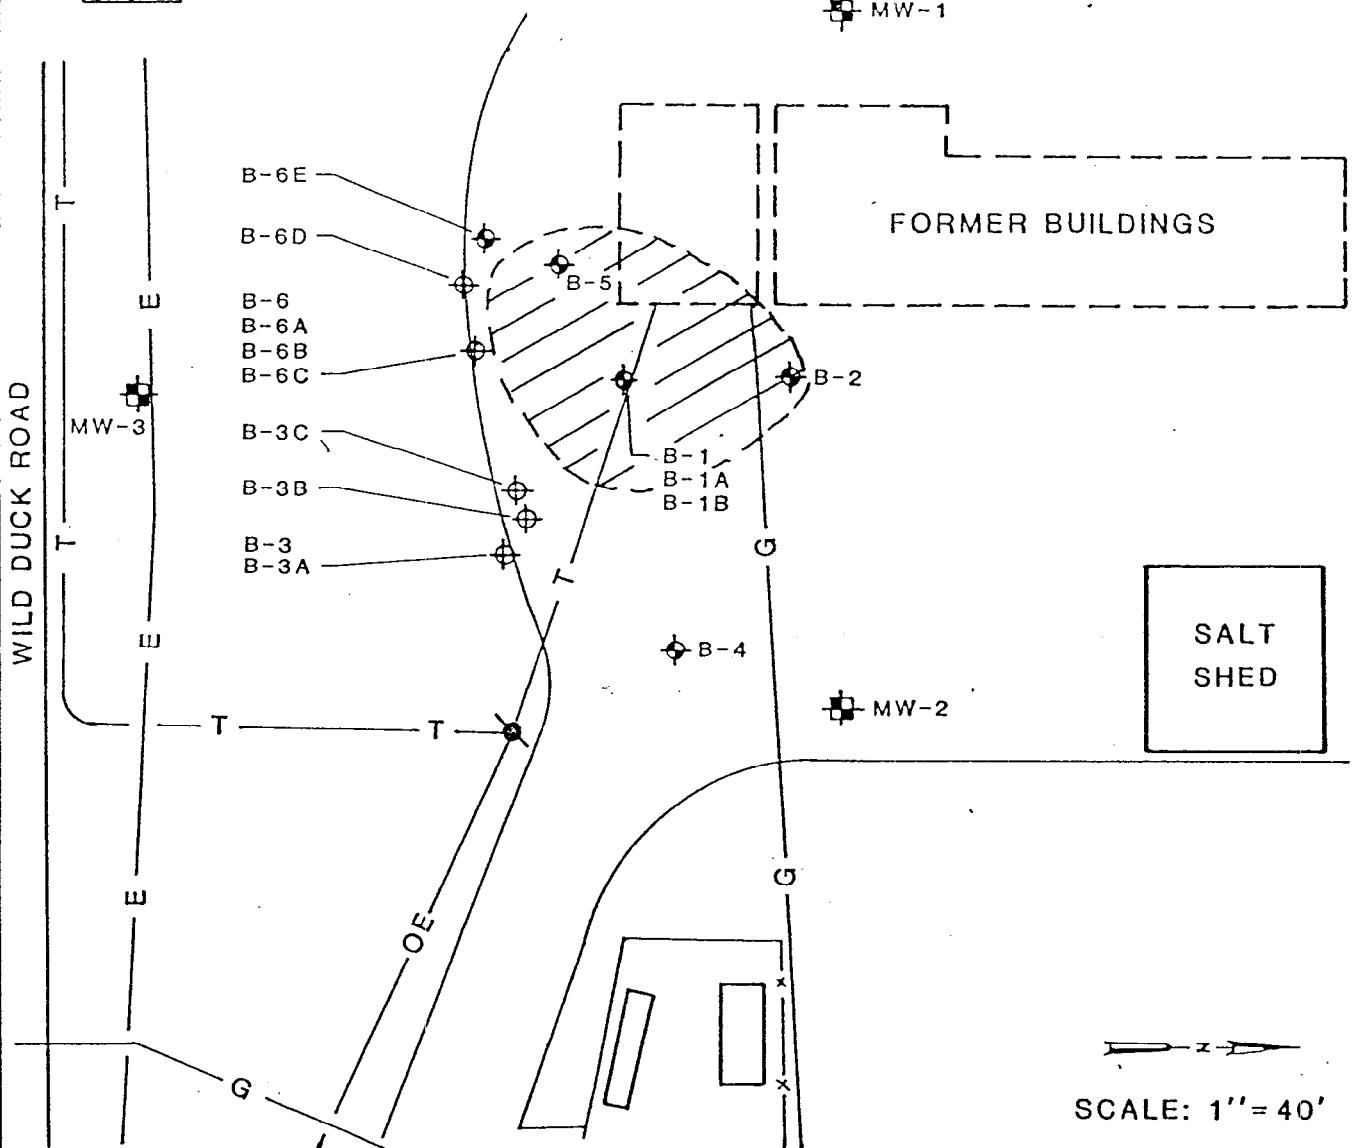 MW-1
B-6E
FORMER BUILDINGS
T
B-6D
B-5
E
B-6
B-6A
B-6B
B-6C
B-2
MW-3
B-3C
B-1
B-1A
B-1B
B-3B
WILD DUCK ROAD
T
G
B-3
B-3A
T
SALT
SHED
E
B-4
MW-2
T
T
G
E
OE
x
N
x
G
SCALE: 1"=40'